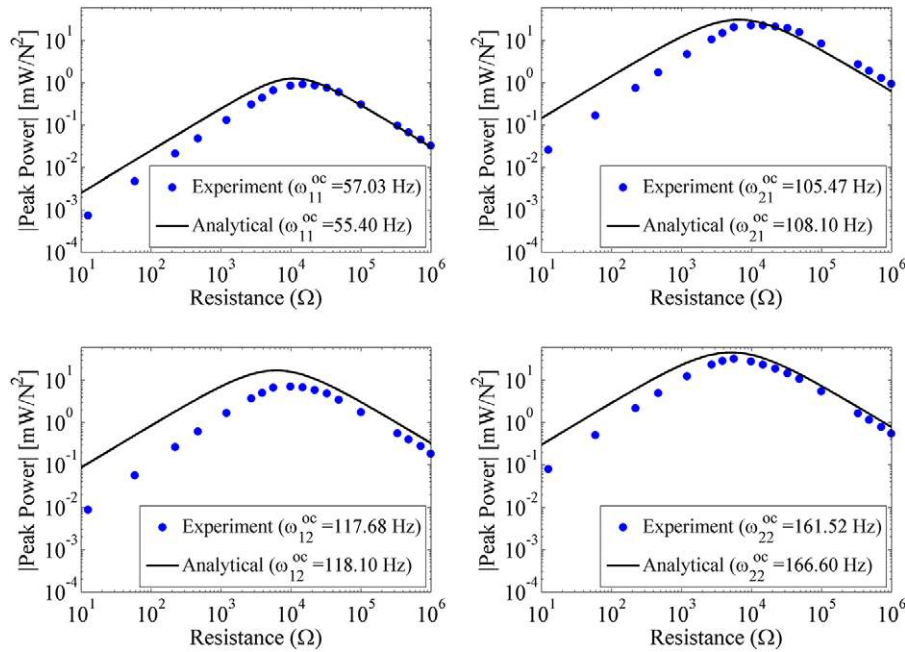 |Peak Power| [mW/N²]
10¹
10⁰
10⁻¹
10⁻²
10⁻³
10⁻⁴
Experiment (ω₁₁ᵒᶜ=57.03 Hz)
Analytical (ω₁₁ᵒᶜ=55.40 Hz)
10¹ 10² 10³ 10⁴ 10⁵ 10⁶
Resistance (Ω)
|Peak Power| [mW/N²]
10¹
10⁰
10⁻¹
10⁻²
10⁻³
10⁻⁴
Experiment (ω₂₁ᵒᶜ=105.47 Hz)
Analytical (ω₂₁ᵒᶜ=108.10 Hz)
10¹ 10² 10³ 10⁴ 10⁵ 10⁶
Resistance (Ω)
|Peak Power| [mW/N²]
10¹
10⁰
10⁻¹
10⁻²
10⁻³
10⁻⁴
Experiment (ω₁₂ᵒᶜ=117.68 Hz)
Analytical (ω₁₂ᵒᶜ=118.10 Hz)
10¹ 10² 10³ 10⁴ 10⁵ 10⁶
Resistance (Ω)
|Peak Power| [mW/N²]
10¹
10⁰
10⁻¹
10⁻²
10⁻³
10⁻⁴
Experiment (ω₂₂ᵒᶜ=161.52 Hz)
Analytical (ω₂₂ᵒᶜ=166.60 Hz)
10¹ 10² 10³ 10⁴ 10⁵ 10⁶
Resistance (Ω)